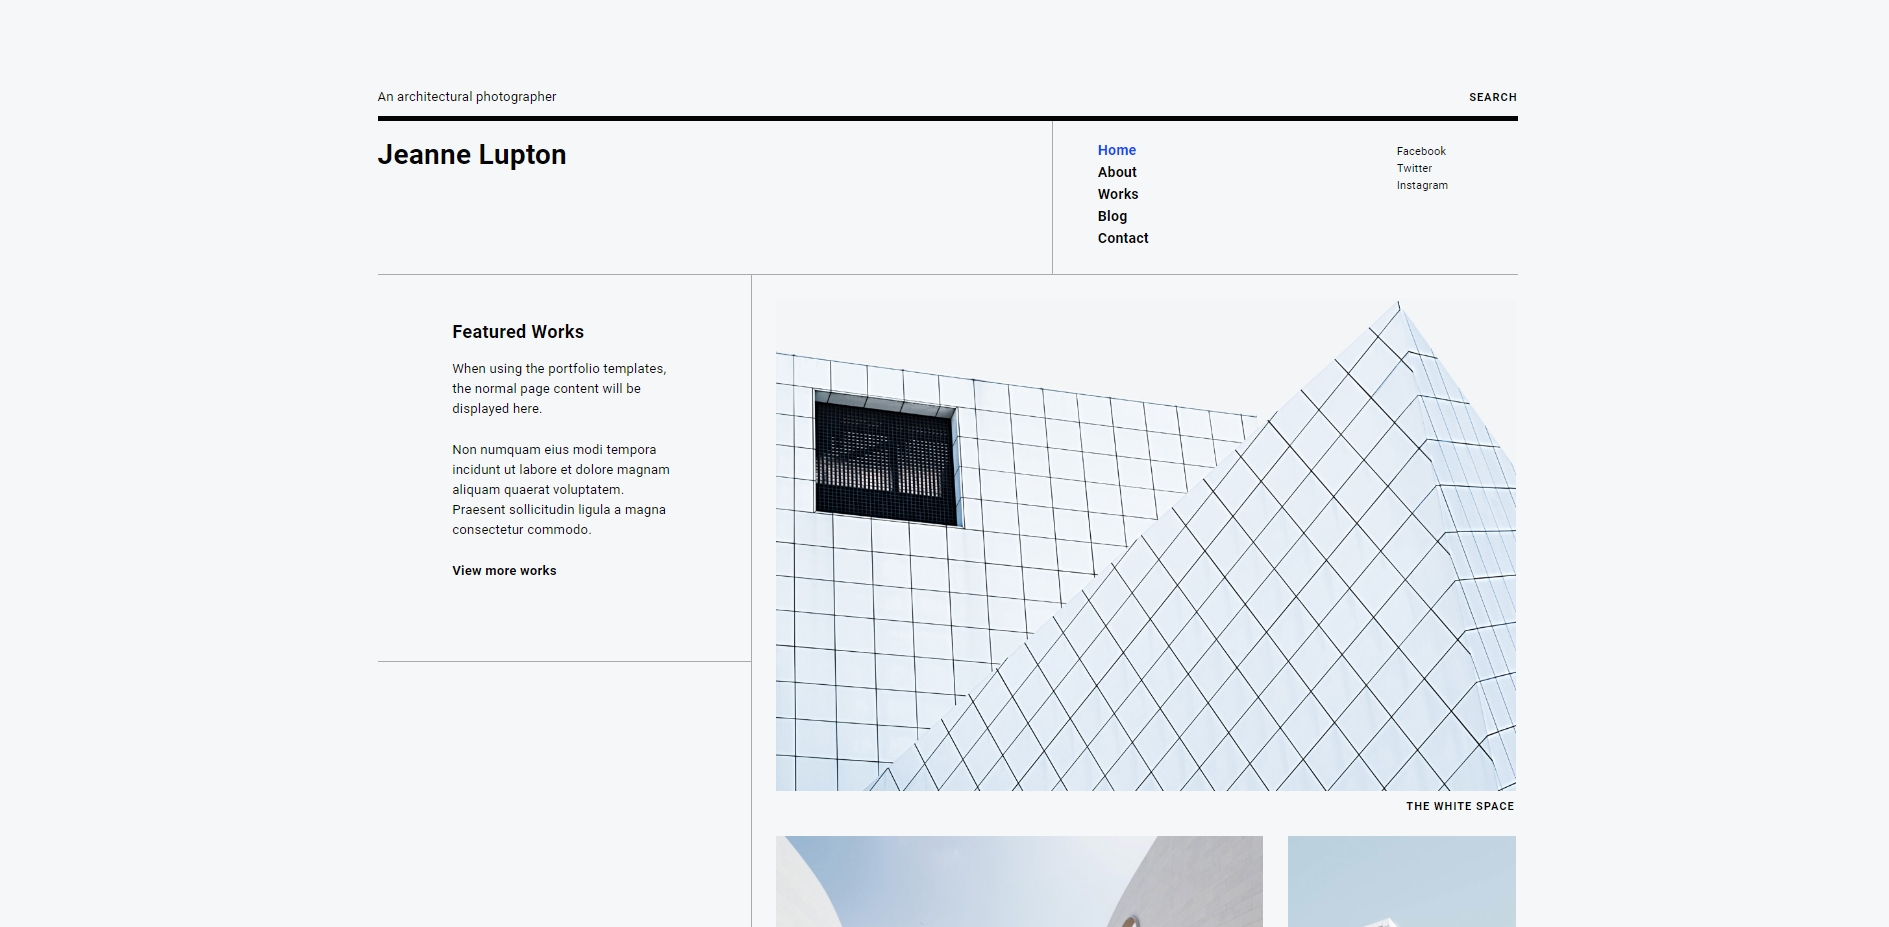 An architectural photographer
SEARCH
Jeanne Lupton
Home
About
Works
Blog
Contact
Facebook
Twitter
Instagram
Featured Works
When using the portfolio templates,
the normal page content will be
displayed here.
Non numquam eius modi tempora
incidunt ut labore et dolore magnam
aliquam quaerat voluptatem.
Praesent sollicitudin ligula a magna
consectetur commodo.
View more works
THE WHITE SPACE